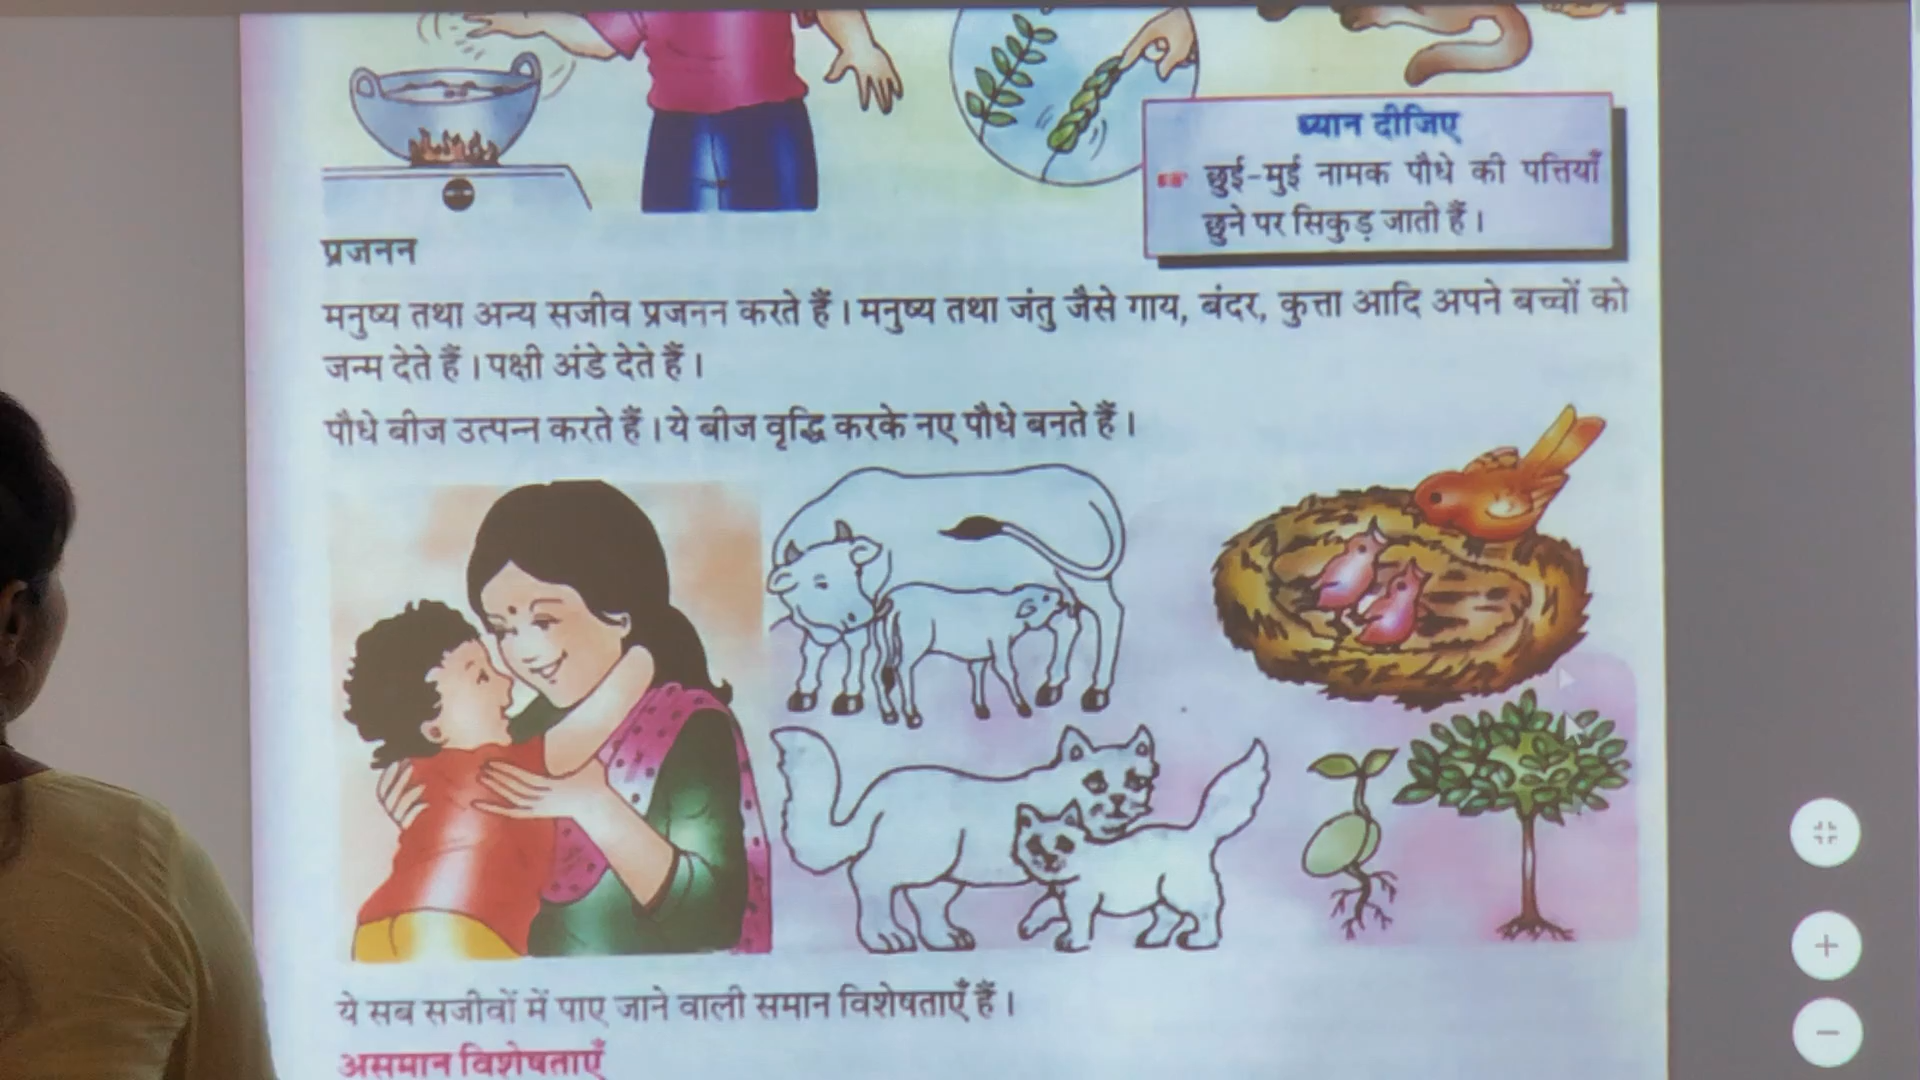 ध्यान दीजिए
छुई-मुई नामक पौधे की पत्तियाँ
छुने पर सिकुड़ जाती हैं।
प्रजनन
मनुष्य तथा अन्य सजीव प्रजनन करते हैं। मनुष्य तथा जंतु जैसे गाय, बंदर, कुत्ता आदि अपने बच्चों को
जन्म देते हैं। पक्षी अंडे देते हैं।
पौधे बीज उत्पन्न करते हैं। ये बीज वृद्धि करके नए पौधे बनते हैं।
ये सब सजीवों में पाए जाने वाली समान विशेषताएँ हैं।
असमान विशेषताएँ